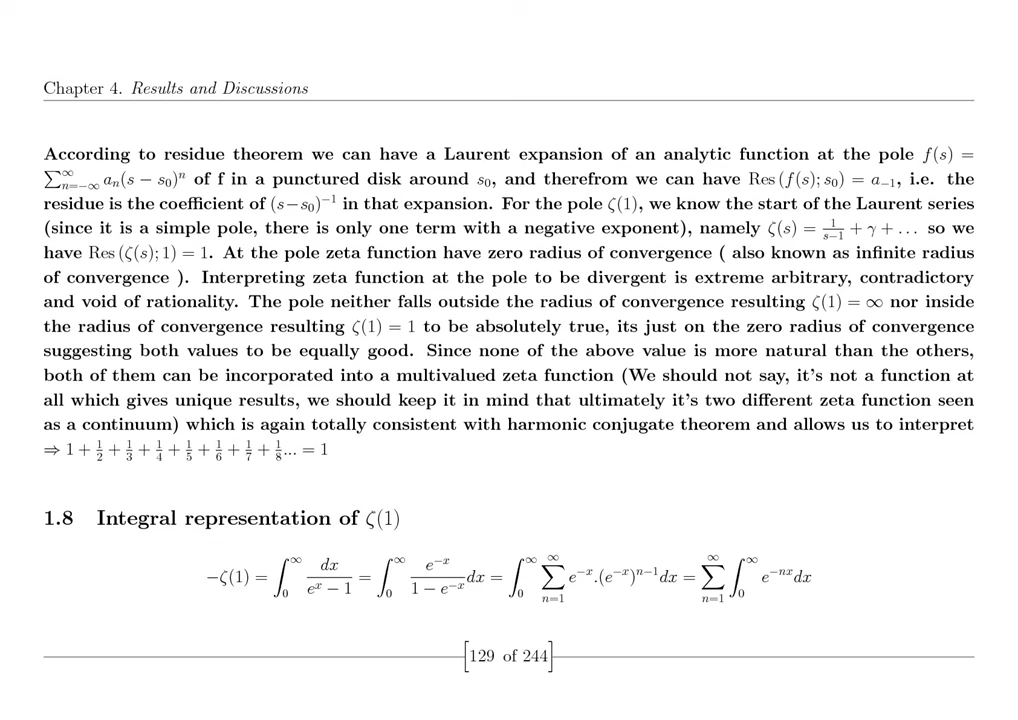 Chapter 4. Results and Discussions
According to residue theorem we can have a Laurent expansion of an analytic function at the pole f(s) =
∑_{n=−∞}^{∞} a_n(s − s_0)^n of f in a punctured disk around s_0, and therefrom we can have Res (f(s); s_0) = a_{−1}, i.e. the
residue is the coefficient of (s−s_0)^{−1} in that expansion. For the pole ζ(1), we know the start of the Laurent series
(since it is a simple pole, there is only one term with a negative exponent), namely ζ(s) = 1/(s−1) + γ + . . . so we
have Res (ζ(s); 1) = 1. At the pole zeta function have zero radius of convergence ( also known as infinite radius
of convergence ). Interpreting zeta function at the pole to be divergent is extreme arbitrary, contradictory
and void of rationality. The pole neither falls outside the radius of convergence resulting ζ(1) = ∞ nor inside
the radius of convergence resulting ζ(1) = 1 to be absolutely true, its just on the zero radius of convergence
suggesting both values to be equally good. Since none of the above value is more natural than the others,
both of them can be incorporated into a multivalued zeta function (We should not say, it's not a function at
all which gives unique results, we should keep it in mind that ultimately it's two different zeta function seen
as a continuum) which is again totally consistent with harmonic conjugate theorem and allows us to interpret
⇒ 1 + 1/2 + 1/3 + 1/4 + 1/5 + 1/6 + 1/7 + 1/8... = 1
1.8 Integral representation of ζ(1)
−ζ(1) = ∫_0^∞ dx/(e^x − 1) = ∫_0^∞ e^{−x}/(1 − e^{−x}) dx = ∫_0^∞ ∑_{n=1}^∞ e^{−x}.(e^{−x})^{n−1}dx = ∑_{n=1}^∞ ∫_0^∞ e^{−nx}dx
[129 of 244]